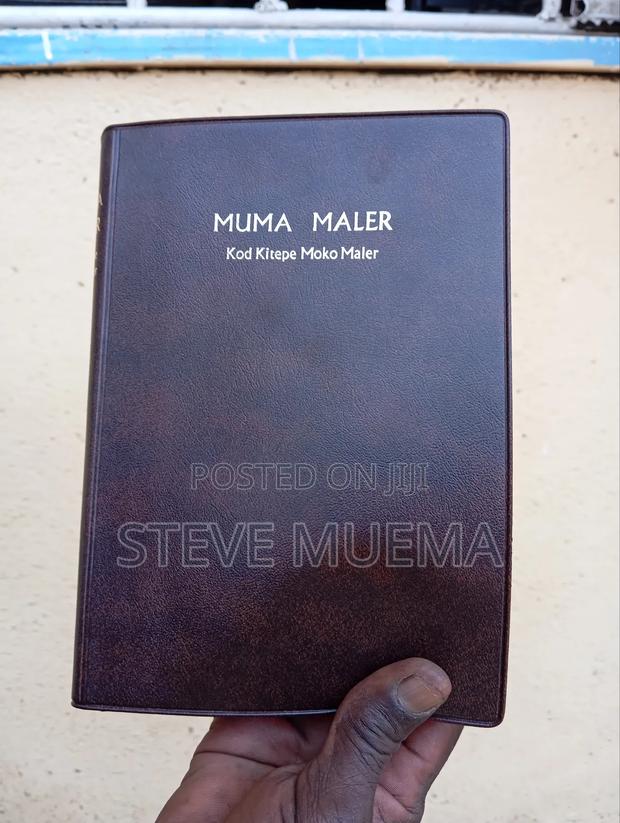 MUMA MALER
Kod Kitepe Moko Maler
POSTED ON JIJI
STEVE MUEMA